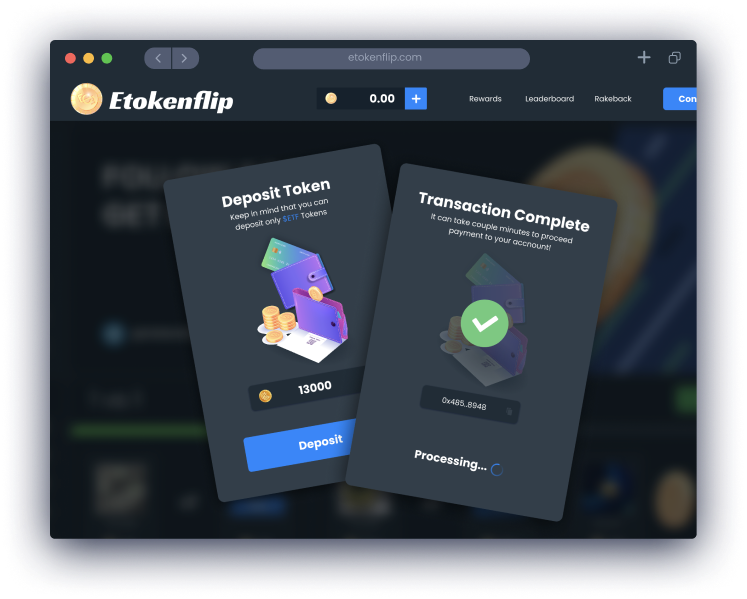 etokenflip.com
Etokenflip
0.00
+
Rewards
Leaderboard
Rakeback
Con
Deposit Token
Keep in mind that you can
deposit only $ETF Tokens
13000
Deposit
Transaction Complete
It can take couple minutes to proceed
payment to your accnount!
0x485..8948
Processing...